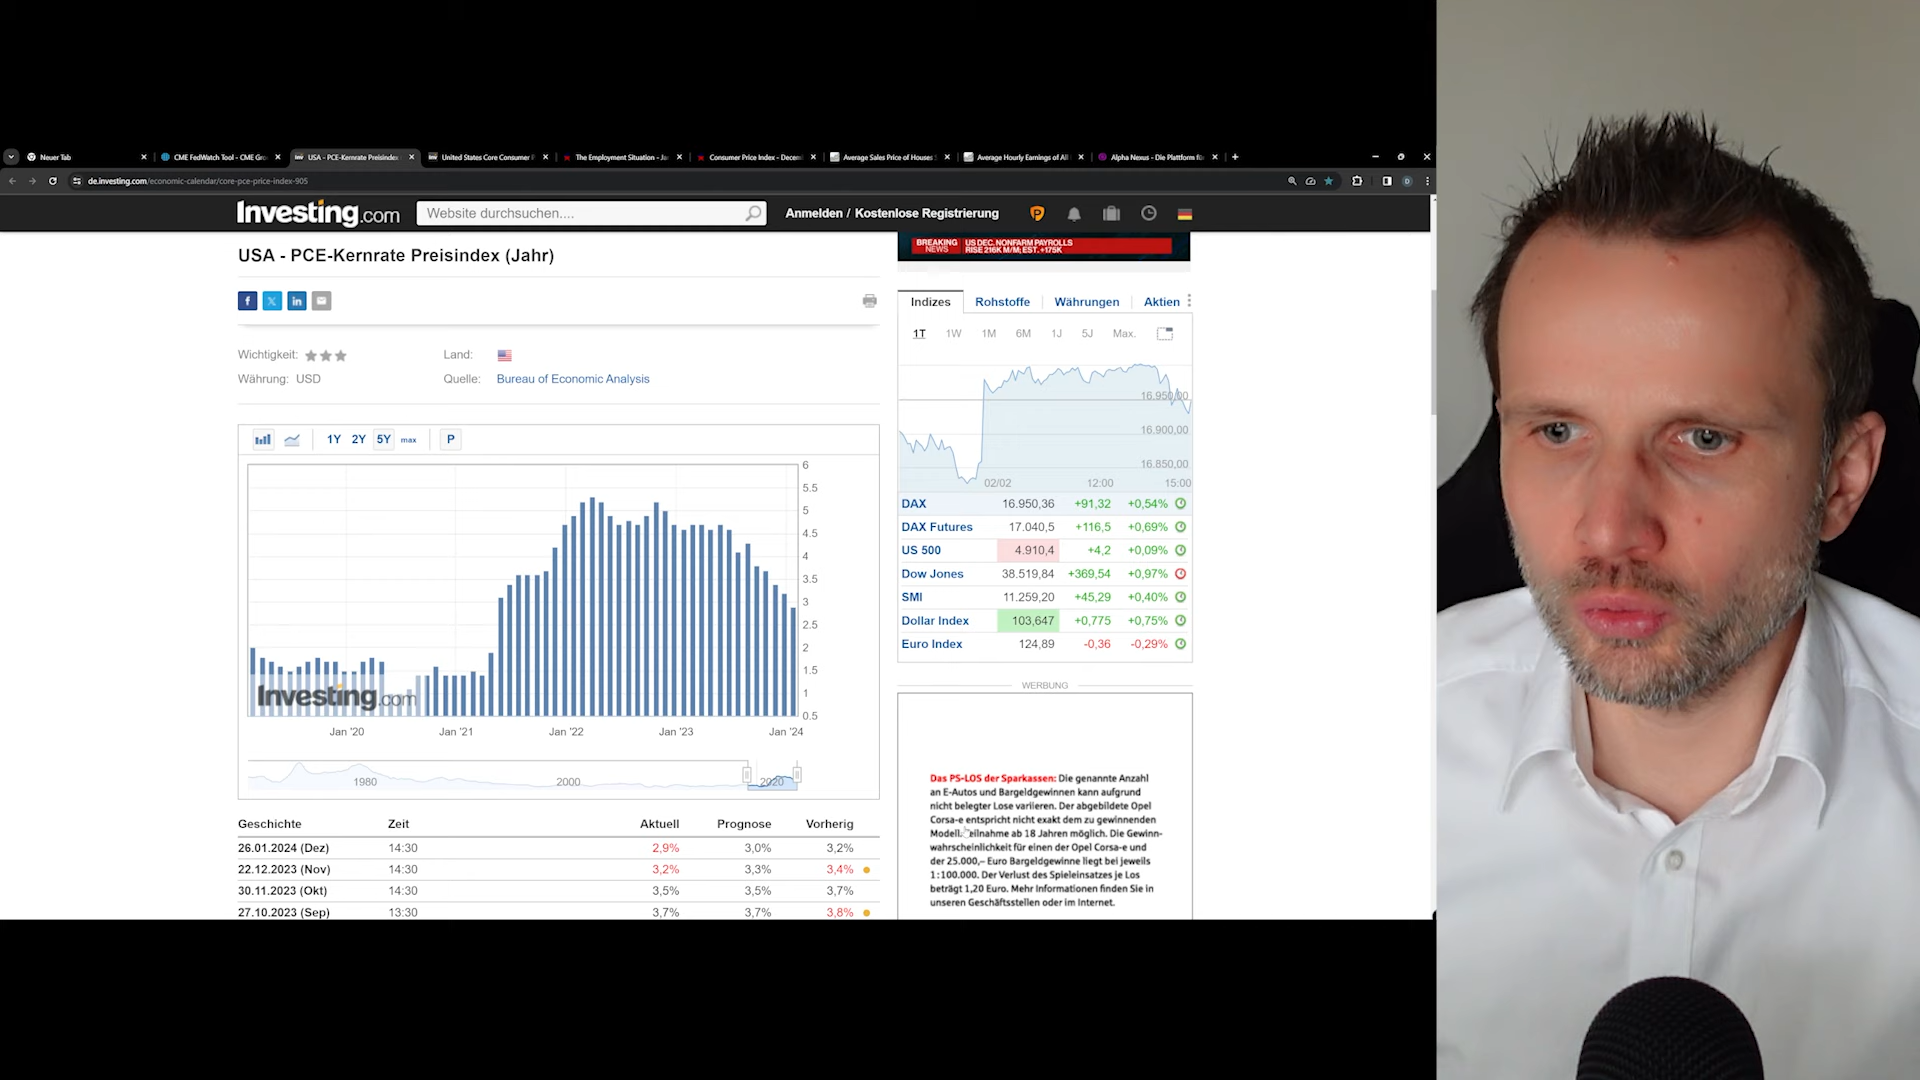 Neuer Tab
CME FedWatch Tool - CME Gro
USA - PCE-Kernrate Preisindex
United States Core Consumer P
The Employment Situation - Ja
Consumer Price Index - Decem
Average Sales Price of Houses
Average Hourly Earnings of All
Alpha Nexus - Die Plattform für
de.investing.com/economic-calendar/core-pce-price-index-905
Investing.com
Website durchsuchen....
Anmelden / Kostenlose Registrierung
USA - PCE-Kernrate Preisindex (Jahr)
Wichtigkeit:
Land:
Währung: USD
Quelle: Bureau of Economic Analysis
1Y 2Y 5Y max P
6
5.5
5
4.5
4
3.5
3
2.5
2
1.5
1
0.5
Investing.com
Jan '20 Jan '21 Jan '22 Jan '23 Jan '24
1980 2000 2020
Geschichte Zeit Aktuell Prognose Vorherig
26.01.2024 (Dez) 14:30 2,9% 3,0% 3,2%
22.12.2023 (Nov) 14:30 3,2% 3,3% 3,4%
30.11.2023 (Okt) 14:30 3,5% 3,5% 3,7%
27.10.2023 (Sep) 13:30 3,7% 3,7% 3,8%
BREAKING NEWS
US DEC. NONFARM PAYROLLS
RISE 216K M/M; EST. +175K
Indizes Rohstoffe Währungen Aktien
1T 1W 1M 6M 1J 5J Max.
16.950,00
16.900,00
16.850,00
02/02 12:00 15:00
DAX 16.950,36 +91,32 +0,54%
DAX Futures 17.040,5 +116,5 +0,69%
US 500 4.910,4 +4,2 +0,09%
Dow Jones 38.519,84 +369,54 +0,97%
SMI 11.259,20 +45,29 +0,40%
Dollar Index 103,647 +0,775 +0,75%
Euro Index 124,89 -0,36 -0,29%
WERBUNG
Das PS-LOS der Sparkassen: Die genannte Anzahl
an E-Autos und Bargeldgewinnen kann aufgrund
nicht belegter Lose variieren. Der abgebildete Opel
Corsa-e entspricht nicht exakt dem zu gewinnenden
Modell. Teilnahme ab 18 Jahren möglich. Die Gewinn-
wahrscheinlichkeit für einen der Opel Corsa-e und
der 25.000,– Euro Bargeldgewinne liegt bei jeweils
1:100.000. Der Verlust des Spieleinsatzes je Los
beträgt 1,20 Euro. Mehr Informationen finden Sie in
unseren Geschäftsstellen oder im Internet.